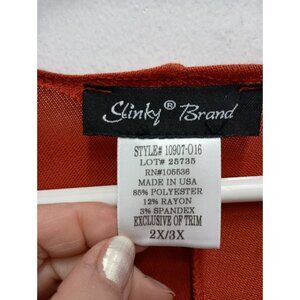 Slinky® Brand
STYLE# 10907-O16
LOT# 25735
RN#105536
MADE IN USA
85% POLYESTER
12% RAYON
3% SPANDEX
EXCLUSIVE OF TRIM
2X/3X